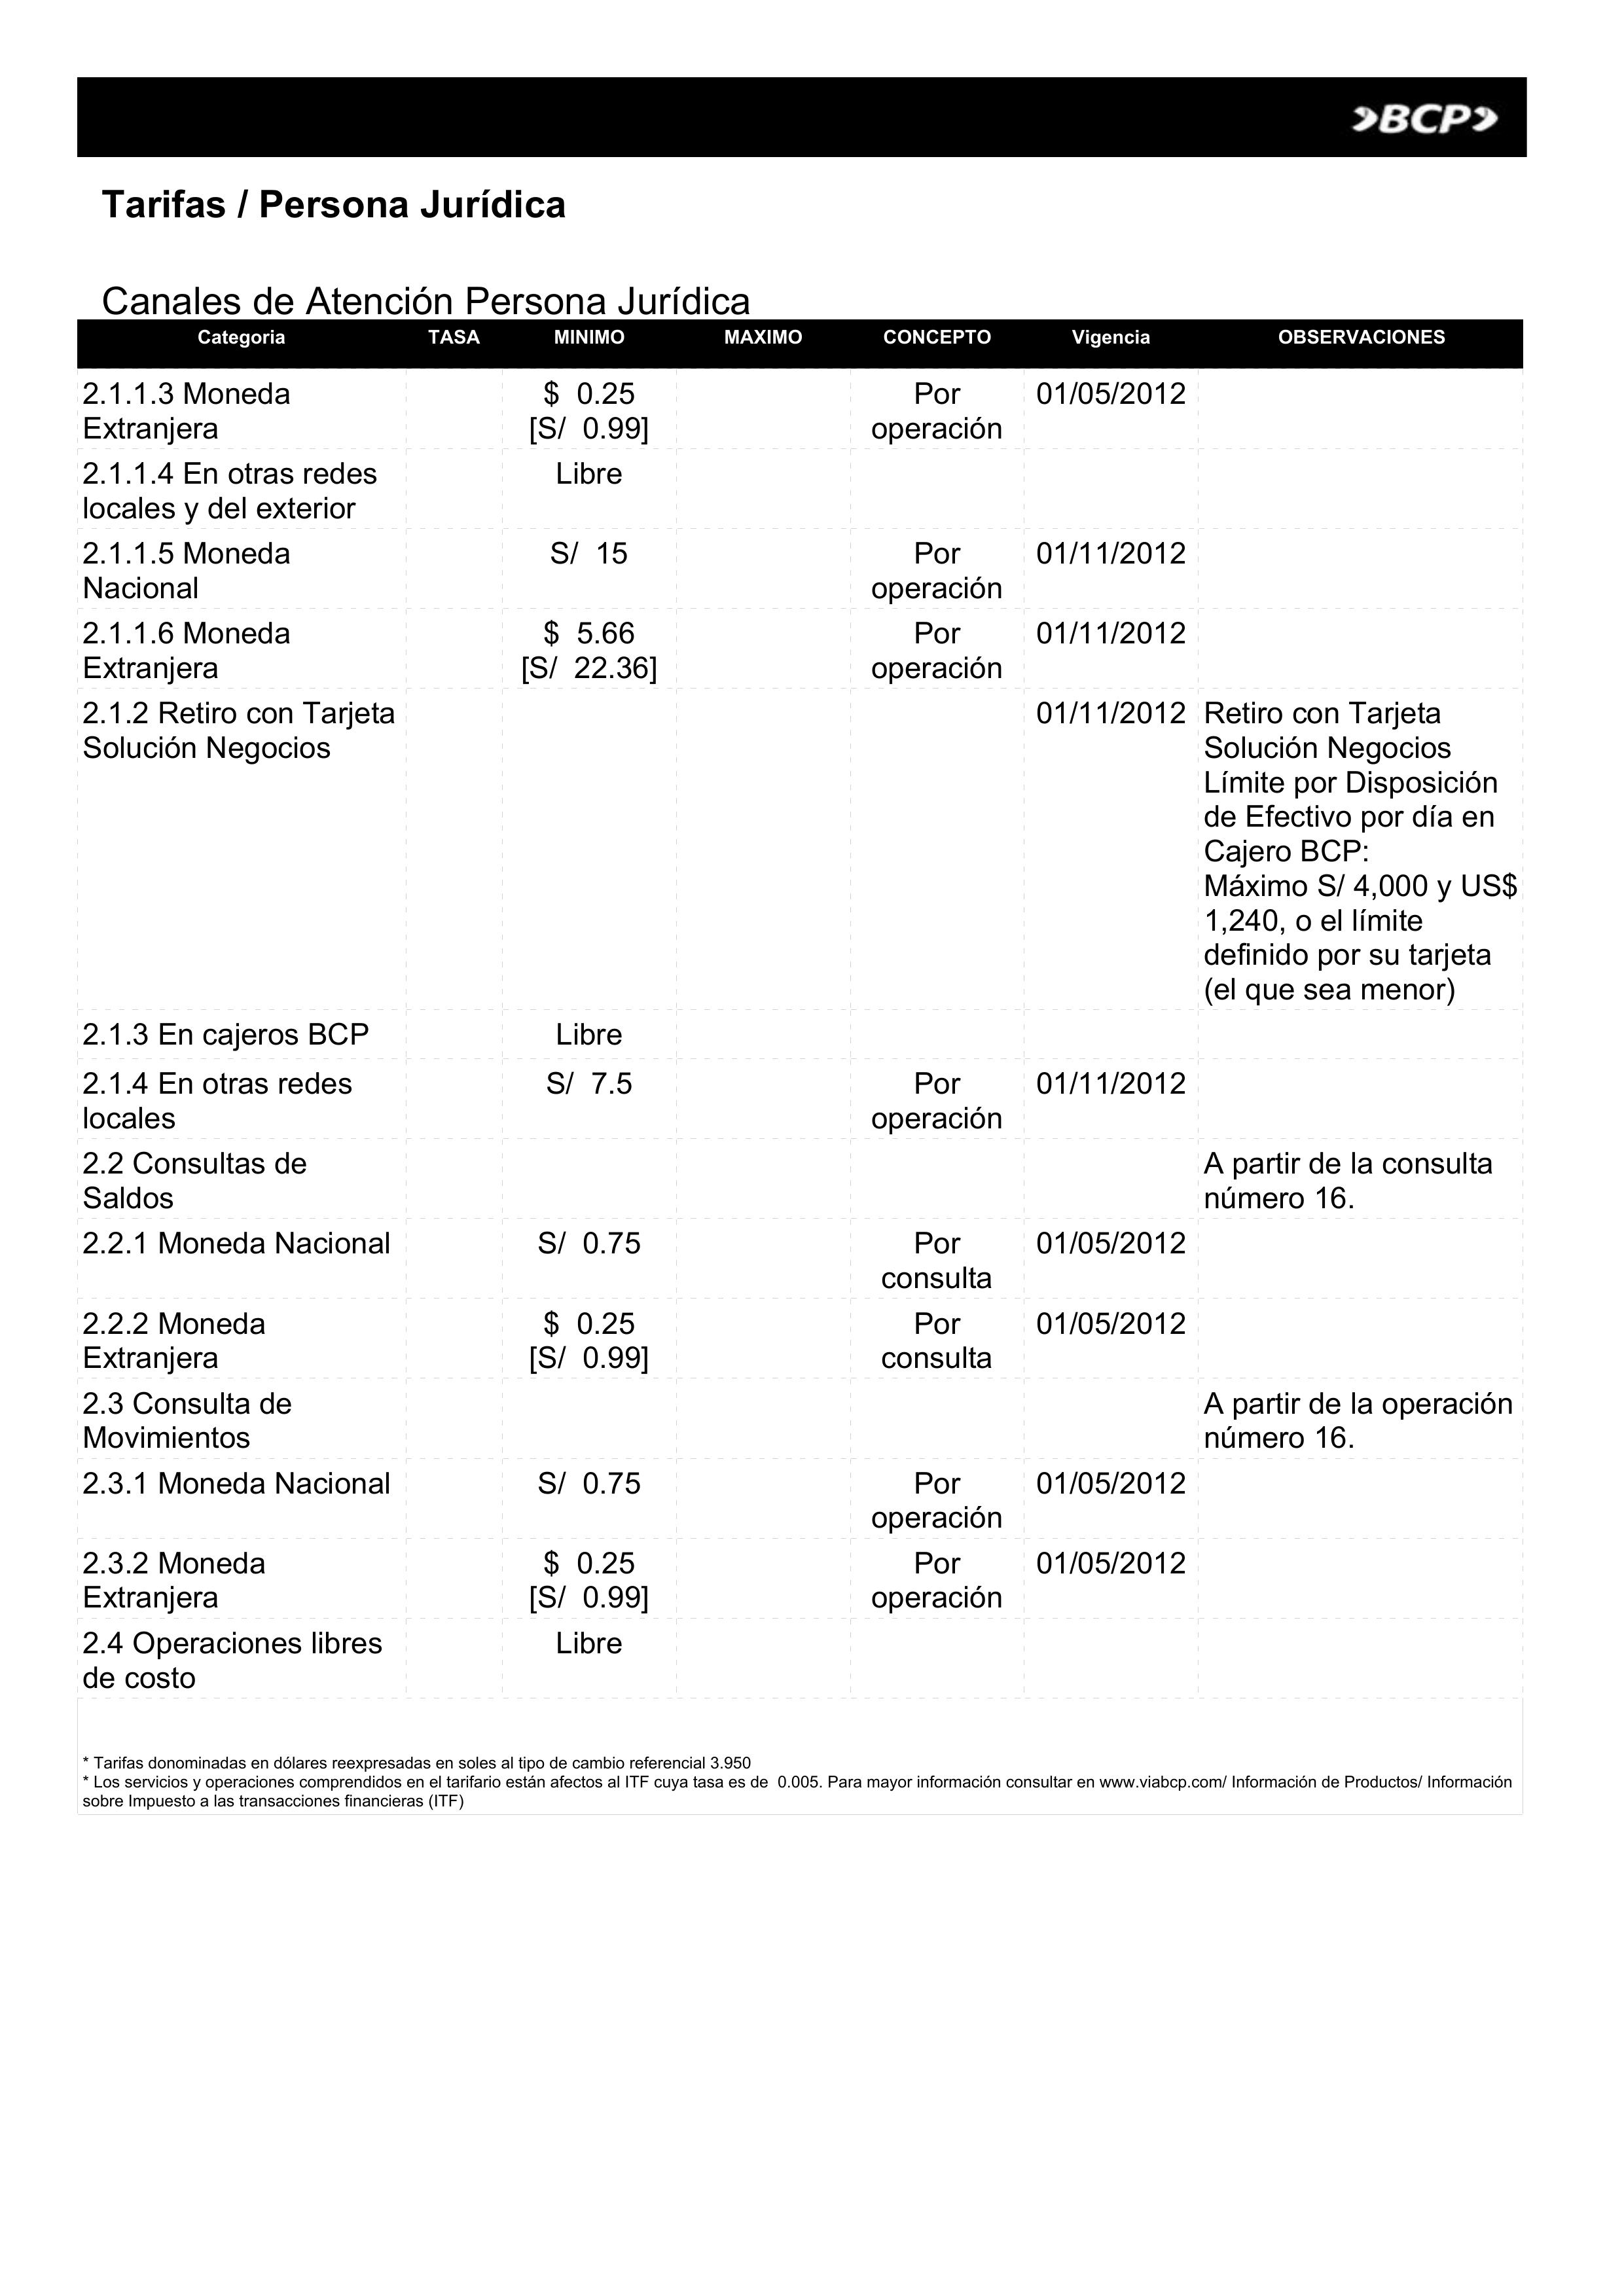 BCP
Tarifas / Persona Jurídica
Canales de Atención Persona Jurídica
Categoria TASA MINIMO MAXIMO CONCEPTO Vigencia OBSERVACIONES
2.1.1.3 Moneda $ 0.25 Por 01/05/2012
Extranjera [S/ 0.99] operación
2.1.1.4 En otras redes Libre
locales y del exterior
2.1.1.5 Moneda S/ 15 Por 01/11/2012
Nacional operación
2.1.1.6 Moneda $ 5.66 Por 01/11/2012
Extranjera [S/ 22.36] operación
2.1.2 Retiro con Tarjeta 01/11/2012 Retiro con Tarjeta
Solución Negocios Solución Negocios
Límite por Disposición
de Efectivo por día en
Cajero BCP:
Máximo S/ 4,000 y US$
1,240, o el límite
definido por su tarjeta
(el que sea menor)
2.1.3 En cajeros BCP Libre
2.1.4 En otras redes S/ 7.5 Por 01/11/2012
locales operación
2.2 Consultas de A partir de la consulta
Saldos número 16.
2.2.1 Moneda Nacional S/ 0.75 Por 01/05/2012
consulta
2.2.2 Moneda $ 0.25 Por 01/05/2012
Extranjera [S/ 0.99] consulta
2.3 Consulta de A partir de la operación
Movimientos número 16.
2.3.1 Moneda Nacional S/ 0.75 Por 01/05/2012
operación
2.3.2 Moneda $ 0.25 Por 01/05/2012
Extranjera [S/ 0.99] operación
2.4 Operaciones libres Libre
de costo
* Tarifas donominadas en dólares reexpresadas en soles al tipo de cambio referencial 3.950
* Los servicios y operaciones comprendidos en el tarifario están afectos al ITF cuya tasa es de 0.005. Para mayor información consultar en www.viabcp.com/ Información de Productos/ Información
sobre Impuesto a las transacciones financieras (ITF)